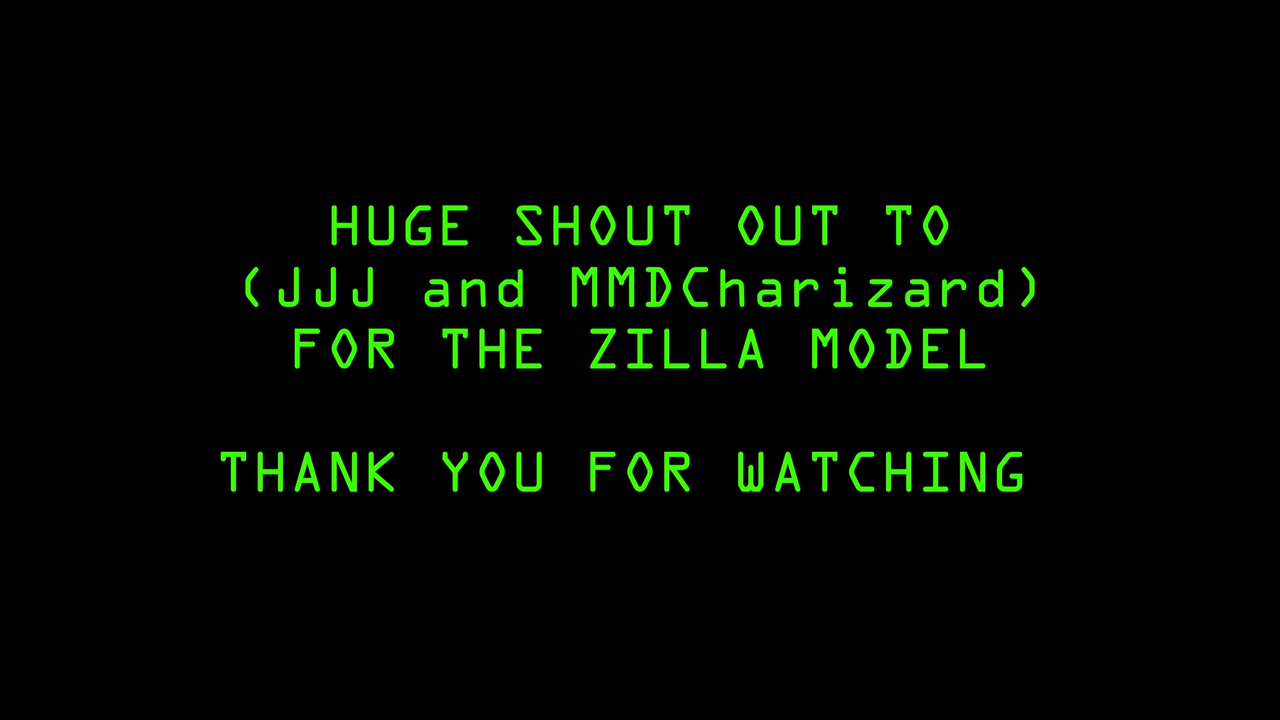 HUGE SHOUT OUT TO
(JJJ and MMDCharizard)
FOR THE ZILLA MODEL
THANK YOU FOR WATCHING